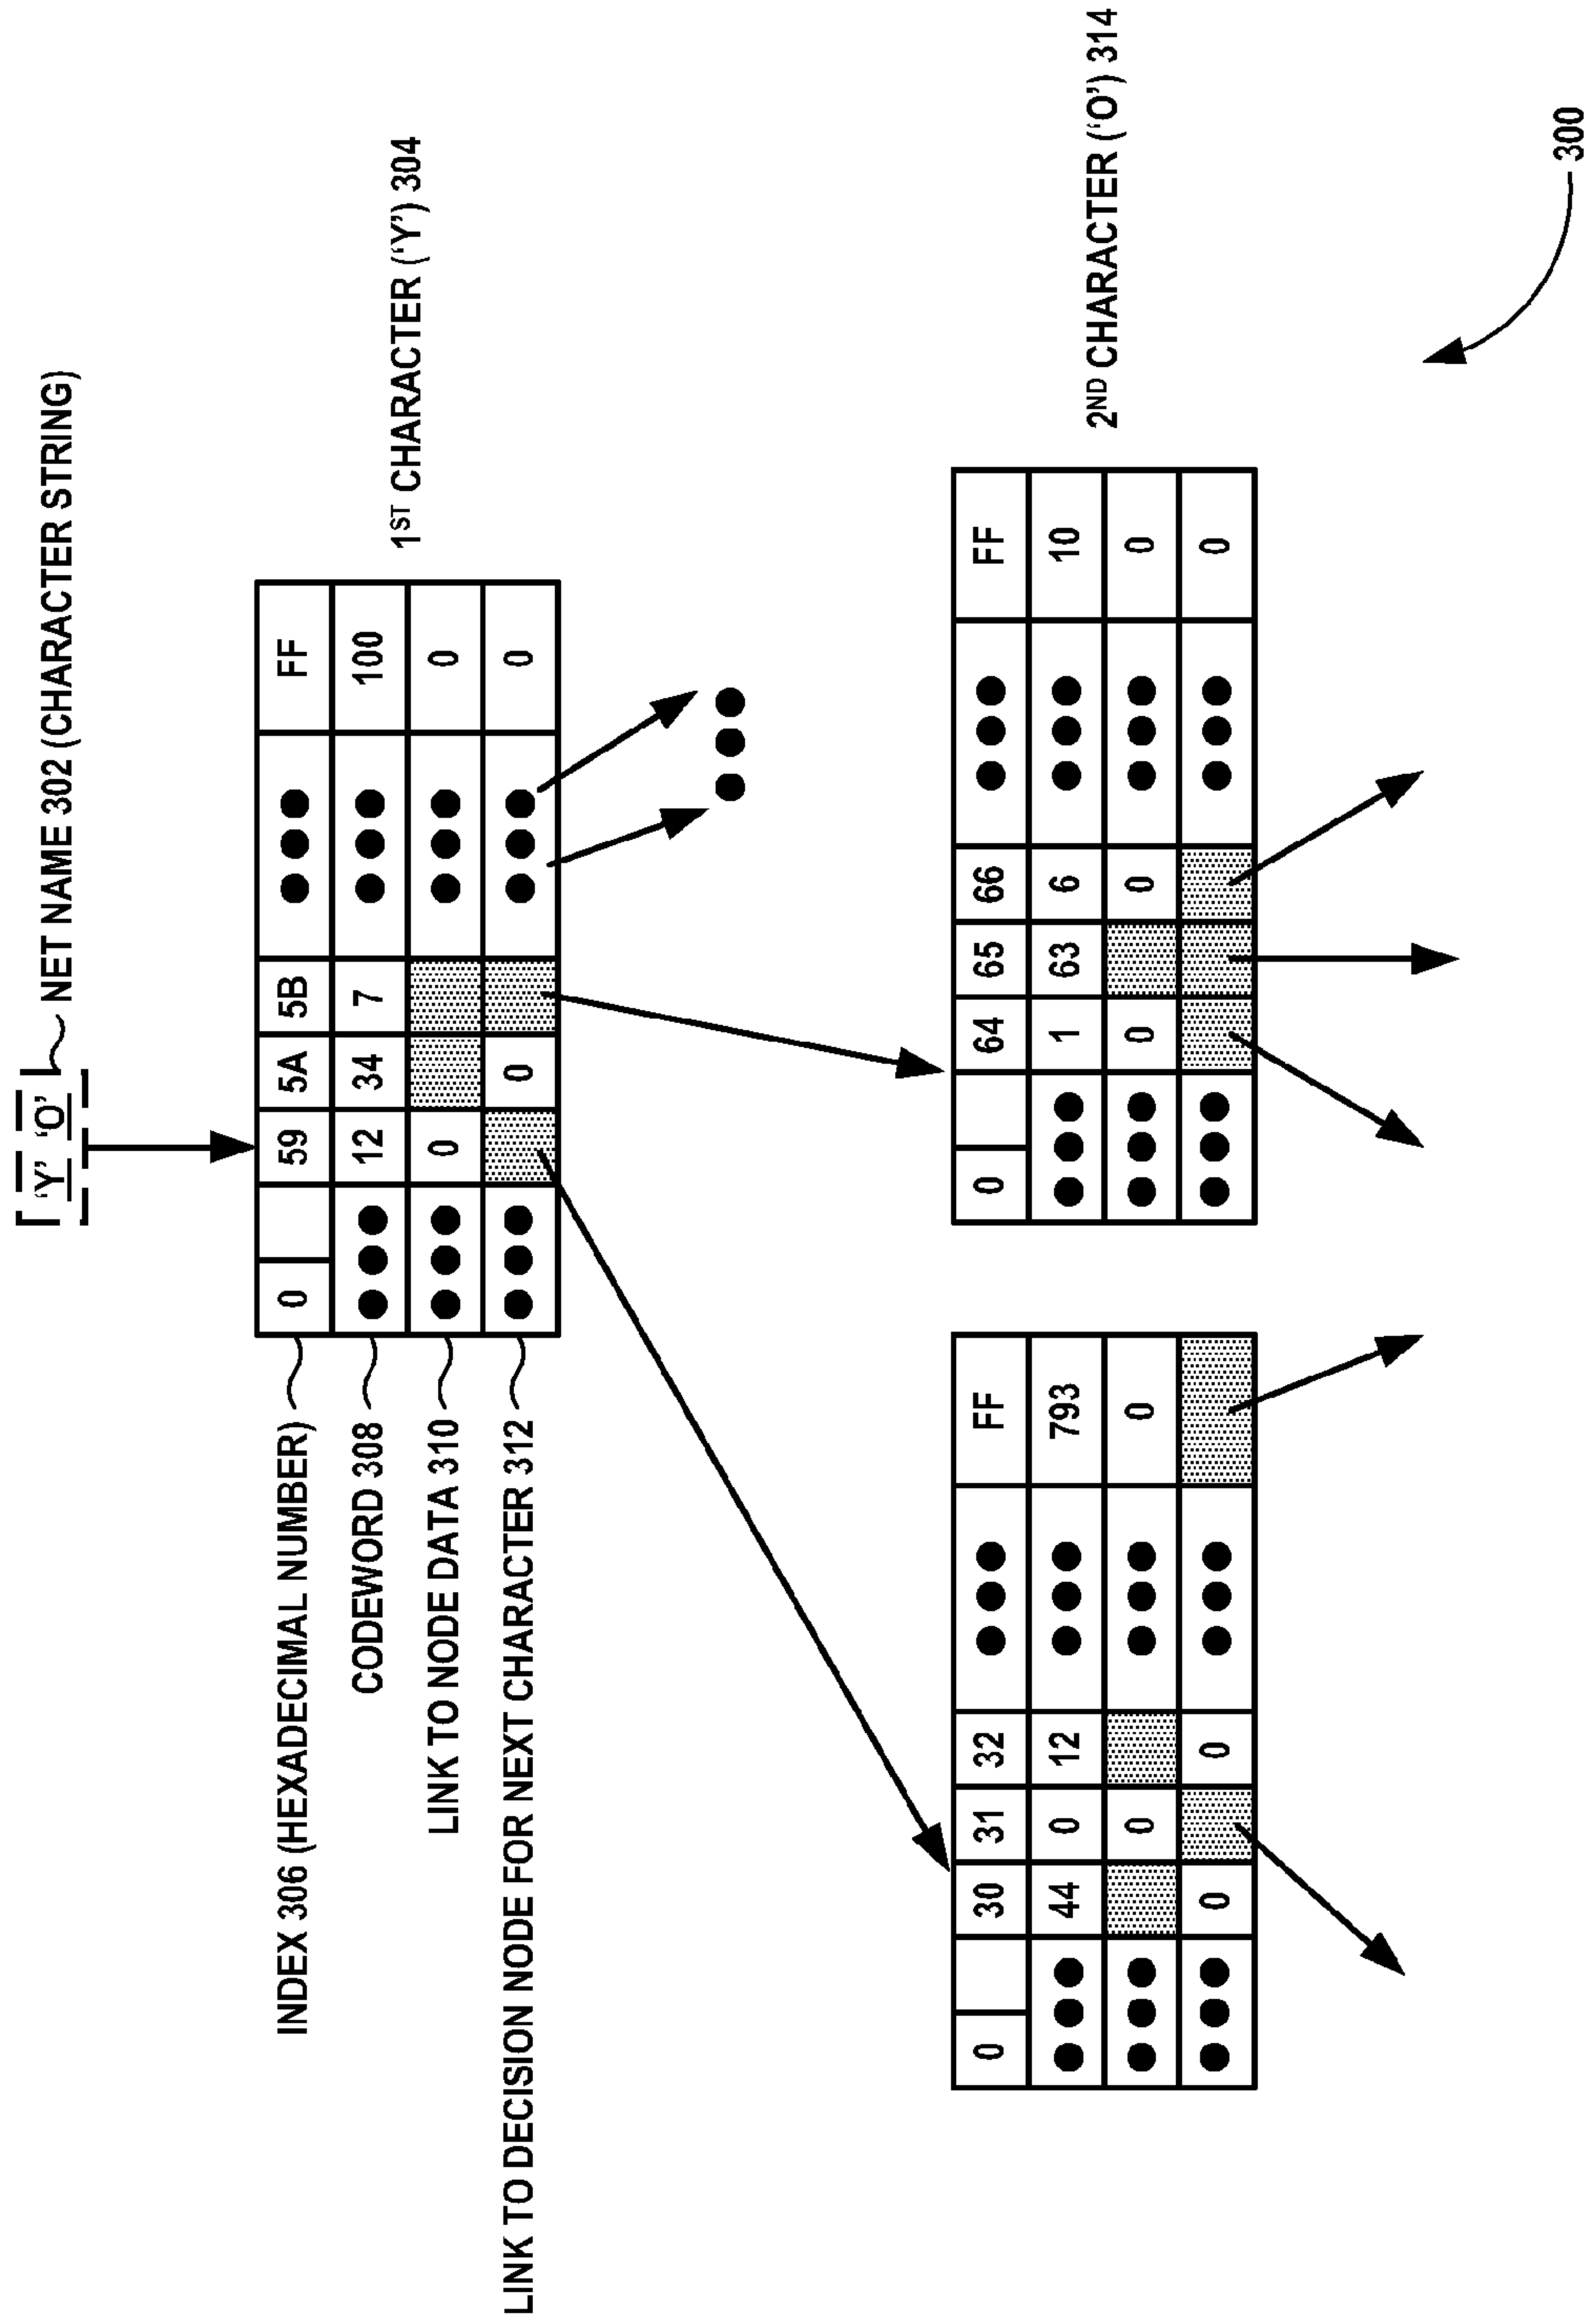 'Y' 'O'
NET NAME 302 (CHARACTER STRING)
1ST CHARACTER ('Y') 304
INDEX 306 (HEXADECIMAL NUMBER)
0 59 5A 5B FF
CODEWORD 308
12 34 7 100
LINK TO NODE DATA 310
0 0
LINK TO DECISION NODE FOR NEXT CHARACTER 312
0 0
0 30 31 32 FF
44 0 12 793
0 0
0 0
0 64 65 66 FF
1 63 6 10
0 0 0
0
2ND CHARACTER ('O') 314
300